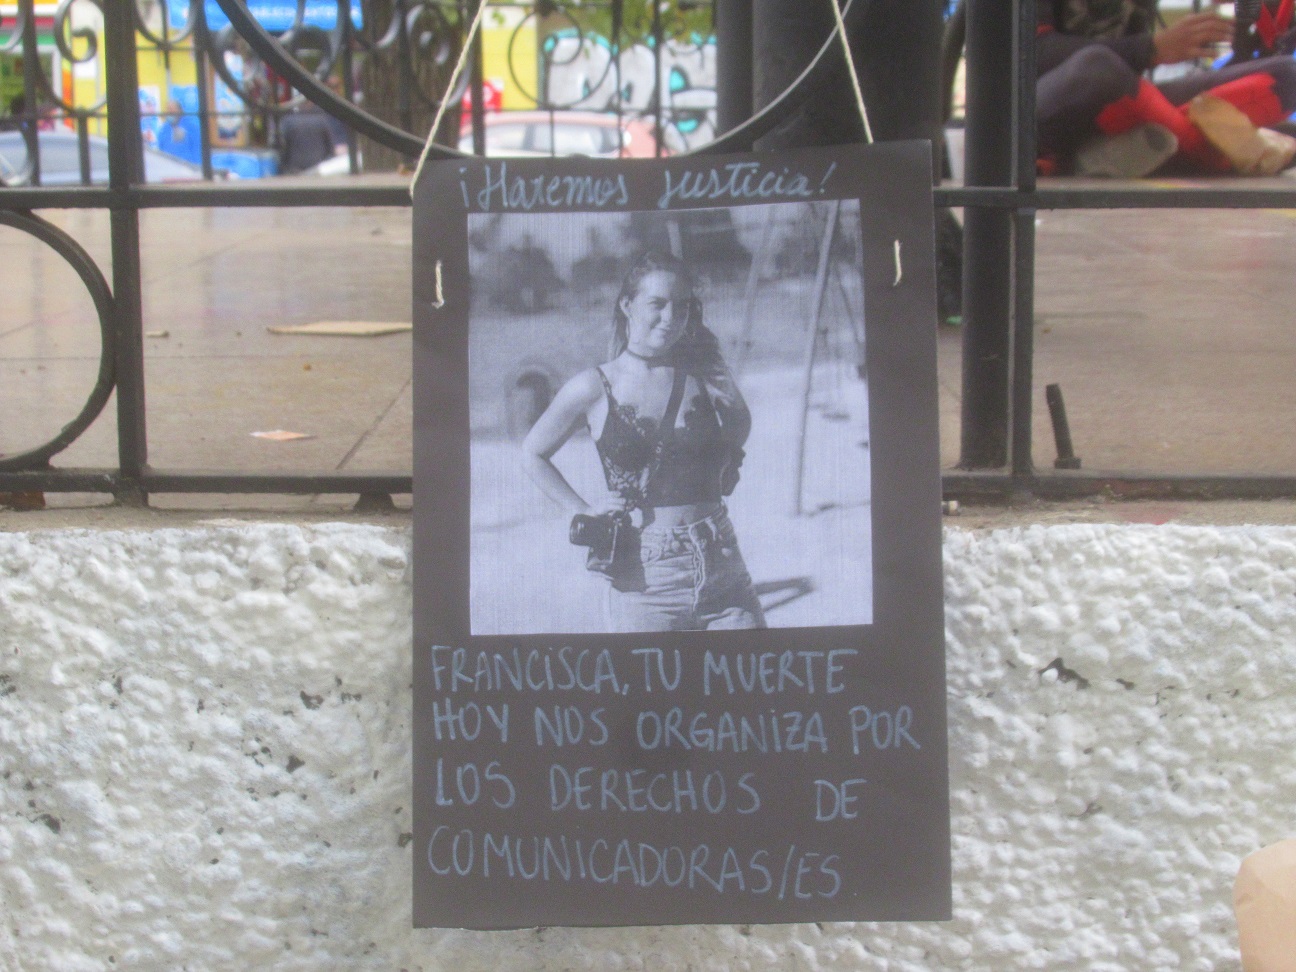 ¡Haremos justicia!
FRANCISCA, TU MUERTE
HOY NOS ORGANIZA POR
LOS DERECHOS DE
COMUNICADORAS/ES